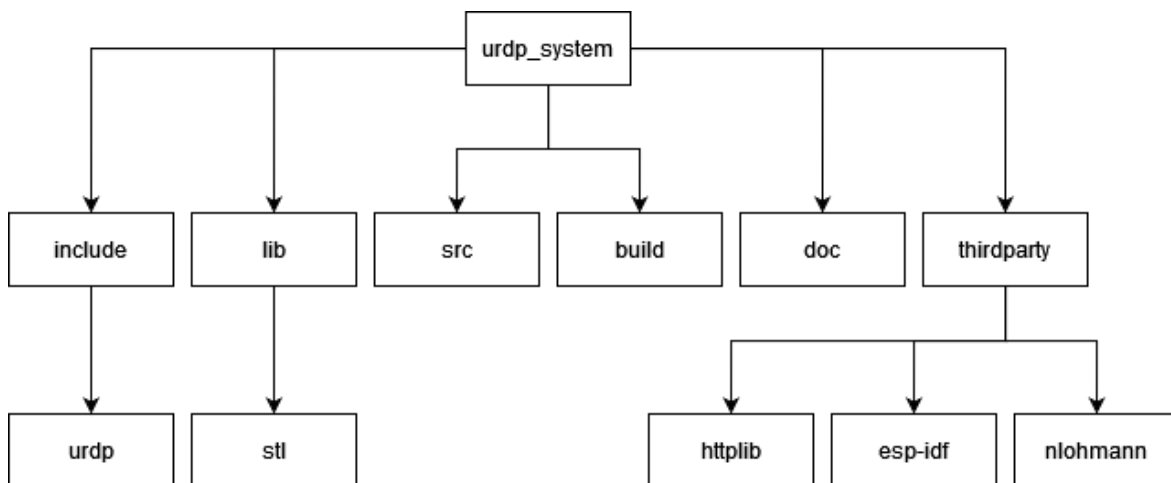 urdp_system
include
lib
src
build
doc
thirdparty
urdp
stl
httplib
esp-idf
nlohmann